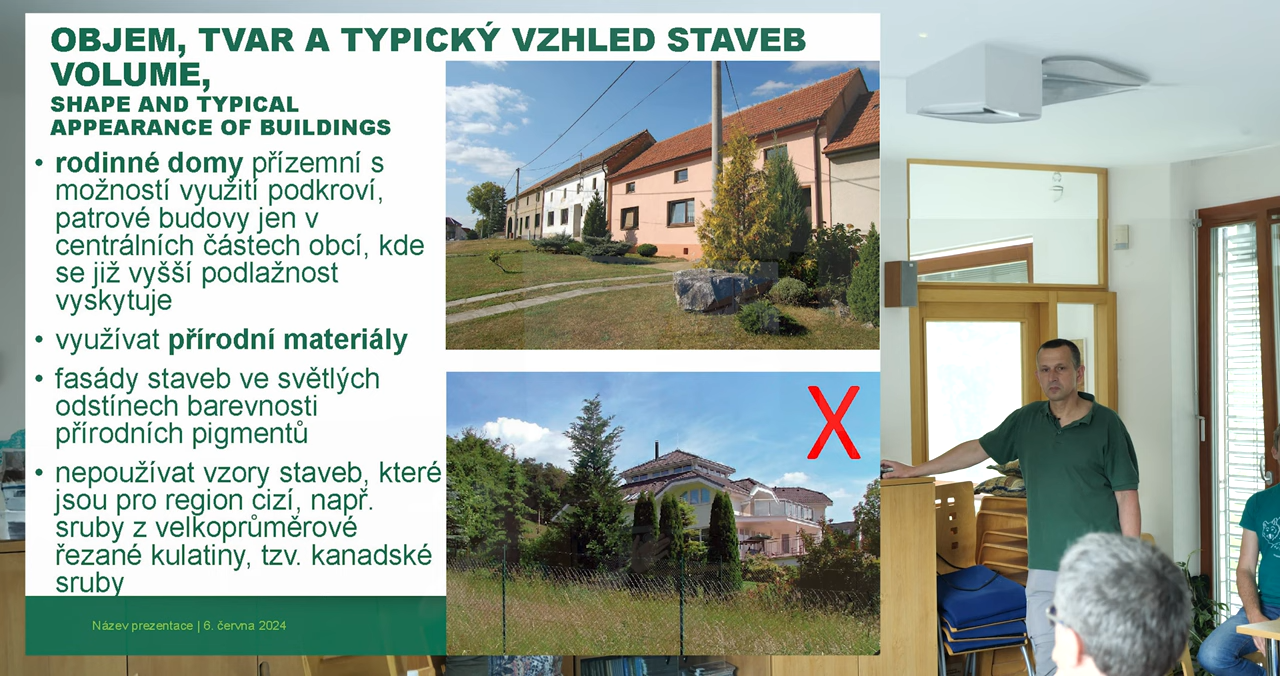 OBJEM, TVAR A TYPICKÝ VZHLED STAVEB
VOLUME,
SHAPE AND TYPICAL
APPEARANCE OF BUILDINGS
• rodinné domy přízemní s
možností využití podkroví,
patrové budovy jen v
centrálních částech obcí, kde
se již vyšší podlažnost
vyskytuje
• využívat přírodní materiály
• fasády staveb ve světlých
odstínech barevnosti
přírodních pigmentů
• nepoužívat vzory staveb, které
jsou pro region cizí, např.
sruby z velkoprůměrové
řezané kulatiny, tzv. kanadské
sruby
X
Název prezentace | 6. června 2024